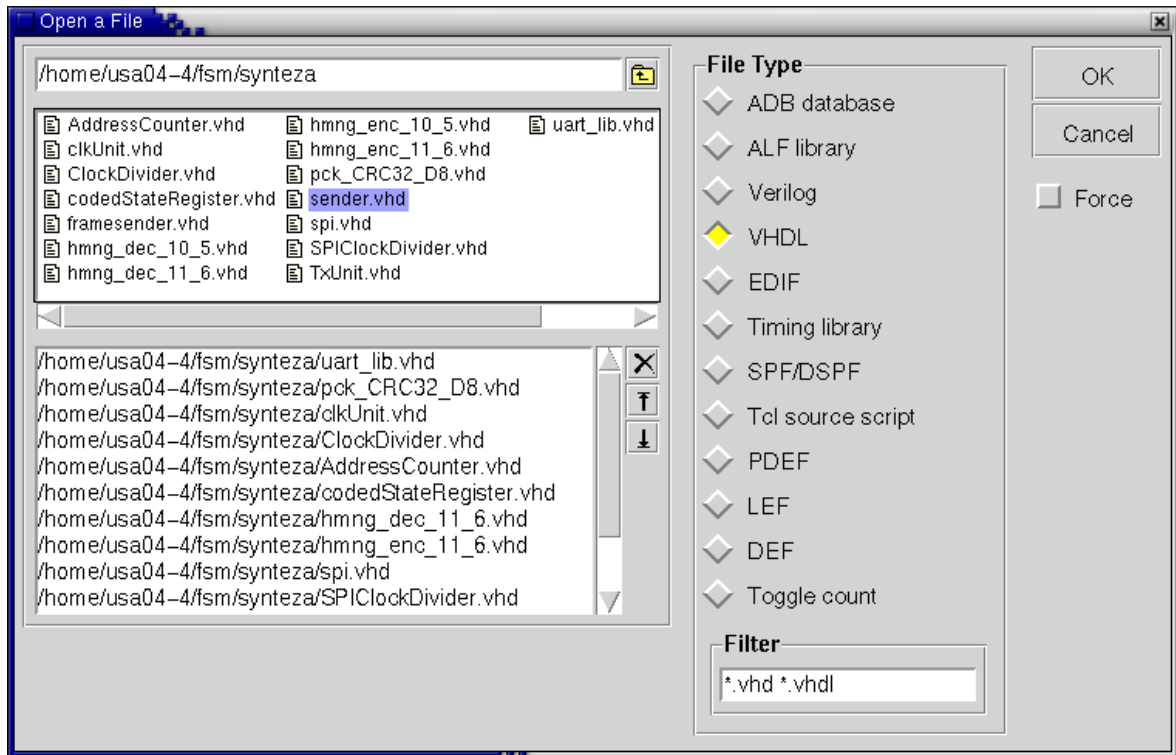 Open a File
/home/usa04-4/fsm/synteza
AddressCounter.vhd
clkUnit.vhd
ClockDivider.vhd
codedStateRegister.vhd
framesender.vhd
hmng_dec_10_5.vhd
hmng_dec_11_6.vhd
hmng_enc_10_5.vhd
hmng_enc_11_6.vhd
pck_CRC32_D8.vhd
sender.vhd
spi.vhd
SPIClockDivider.vhd
TxUnit.vhd
uart_lib.vhd
/home/usa04-4/fsm/synteza/uart_lib.vhd
/home/usa04-4/fsm/synteza/pck_CRC32_D8.vhd
/home/usa04-4/fsm/synteza/clkUnit.vhd
/home/usa04-4/fsm/synteza/ClockDivider.vhd
/home/usa04-4/fsm/synteza/AddressCounter.vhd
/home/usa04-4/fsm/synteza/codedStateRegister.vhd
/home/usa04-4/fsm/synteza/hmng_dec_11_6.vhd
/home/usa04-4/fsm/synteza/hmng_enc_11_6.vhd
/home/usa04-4/fsm/synteza/spi.vhd
/home/usa04-4/fsm/synteza/SPIClockDivider.vhd
File Type
ADB database
ALF library
Verilog
VHDL
EDIF
Timing library
SPF/DSPF
Tcl source script
PDEF
LEF
DEF
Toggle count
Filter
*.vhd *.vhdl
OK
Cancel
Force